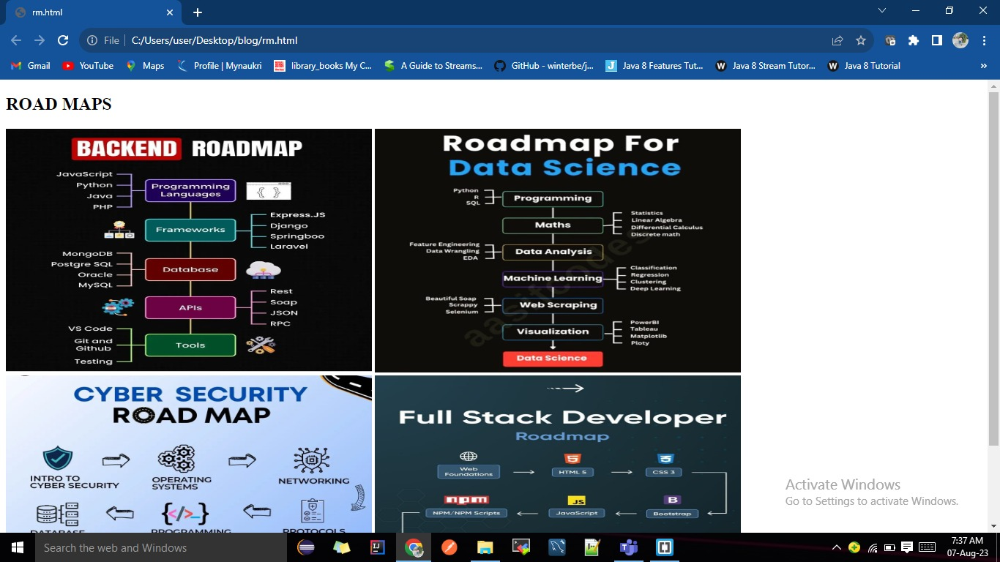 rm.html
File
C:/Users/user/Desktop/blog/rm.html
Gmail
YouTube
Maps
Profile | Mynaukri
library_books My C...
A Guide to Streams...
GitHub - winterbe/j...
Java 8 Features Tut...
Java 8 Stream Tutor...
Java 8 Tutorial
ROAD MAPS
BACKEND ROADMAP
JavaScript
Python
Java
PHP
Programming
Languages
Frameworks
Express.JS
Django
Springboo
Laravel
MongoDB
Postgre SQL
Oracle
MySQL
Database
APIs
Rest
Soap
JSON
RPC
VS Code
Git and
Github
Testing
Tools
Roadmap For
Data Science
Python
R
SQL
Programming
Maths
Statistics
Linear Algebra
Differential Calculus
Discrete math
Feature Engineering
Data Wrangling
EDA
Data Analysis
Machine Learning
Classification
Regression
Clustering
Deep Learning
Beautiful Soap
Scrappy
Selenium
Web Scraping
Visualization
PowerBI
Tableau
Matplotlib
Ploty
Data Science
CYBER SECURITY
ROAD MAP
INTRO TO
CYBER SECURITY
OPERATING
SYSTEMS
NETWORKING
DATABASE
PROGRAMMING
PROTOCOLS
Full Stack Developer
Roadmap
Web
Foundations
HTML 5
CSS 3
npm
NPM/NPM Scripts
JS
JavaScript
B
Bootstrap
Activate Windows
Go to Settings to activate Windows.
Search the web and Windows
7:37 AM
07-Aug-23